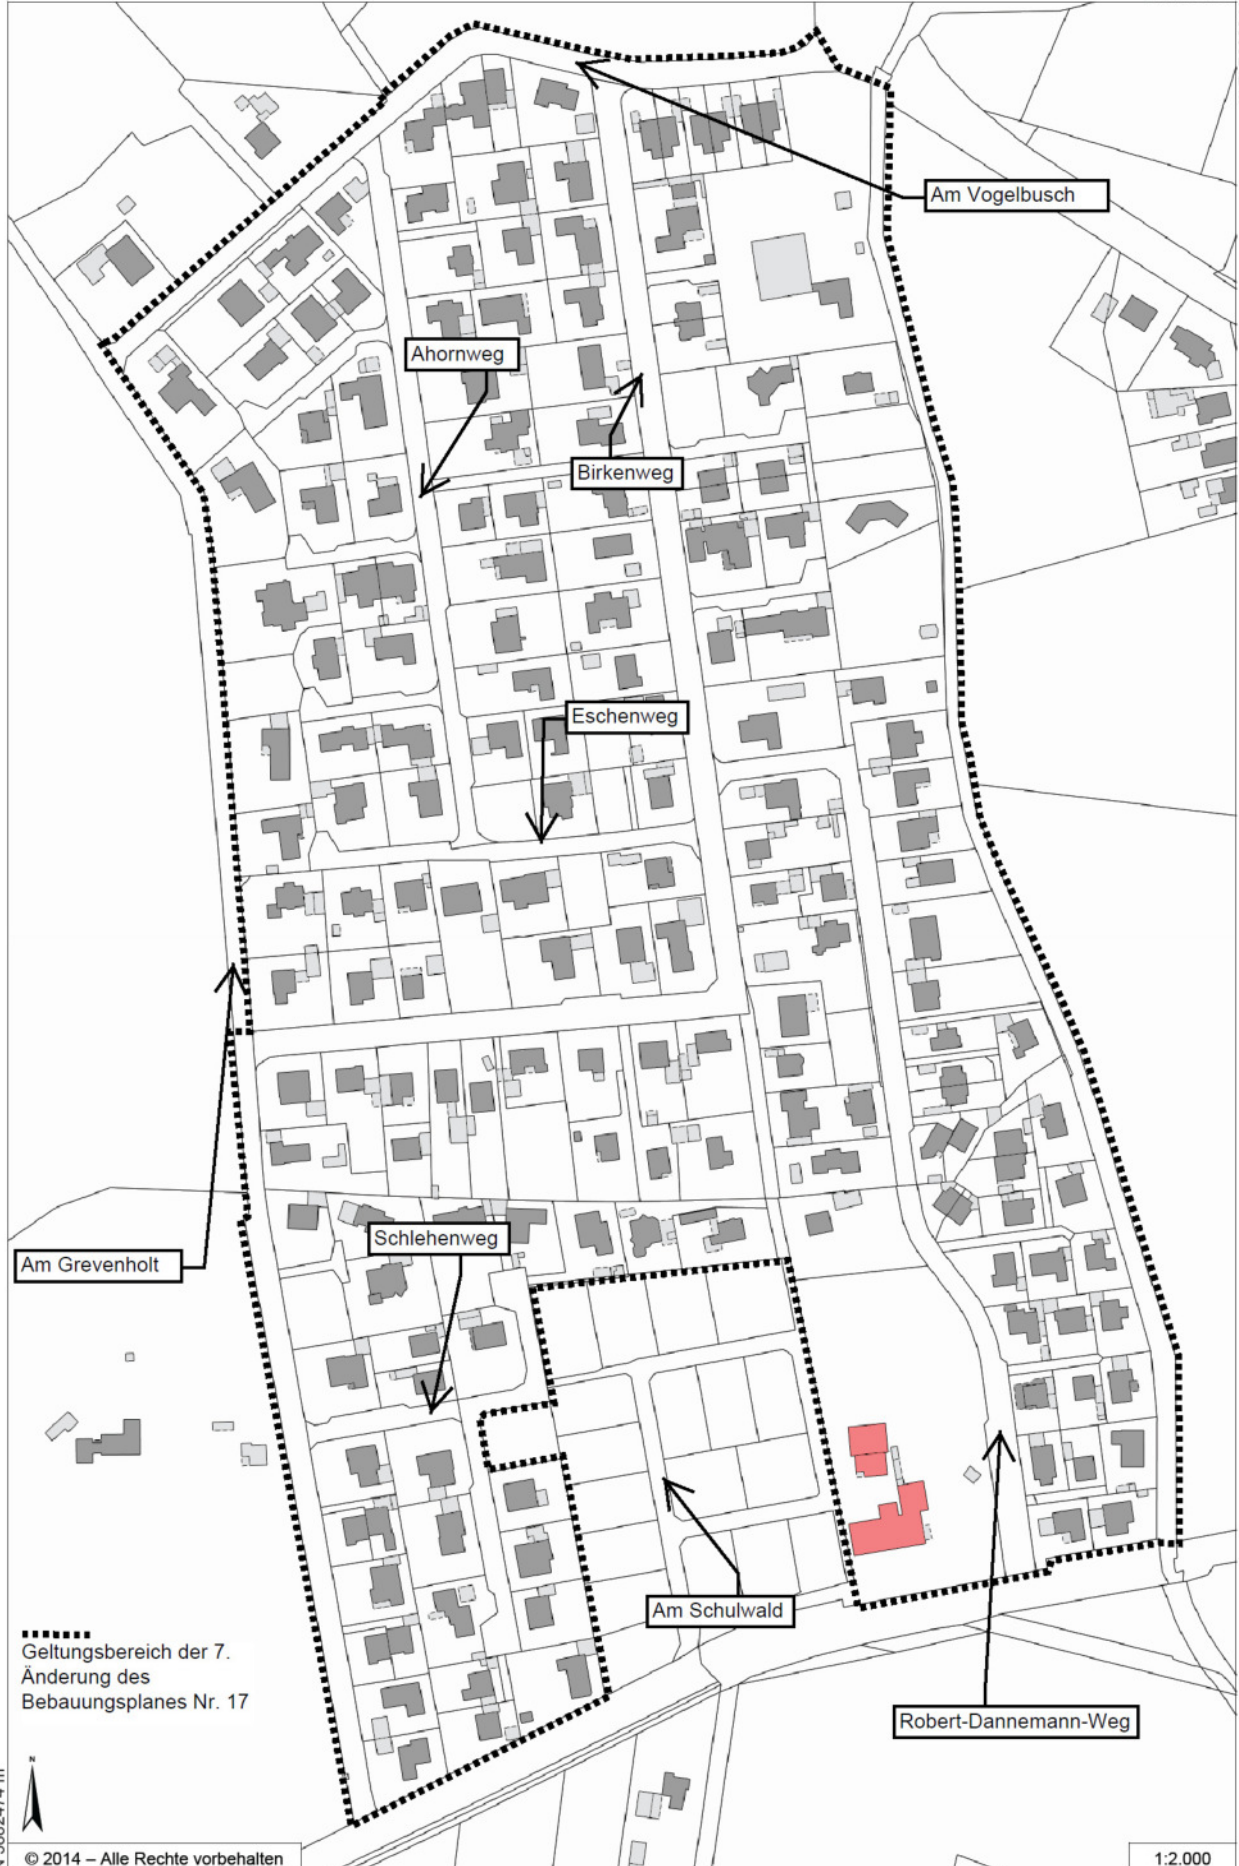 Am Vogelbusch
Ahornweg
Birkenweg
Eschenweg
Am Grevenholt
Schlehenweg
Am Schulwald
Robert-Dannemann-Weg
Geltungsbereich der 7.
Änderung des
Bebauungsplanes Nr. 17
N
© 2014 – Alle Rechte vorbehalten
1:2.000